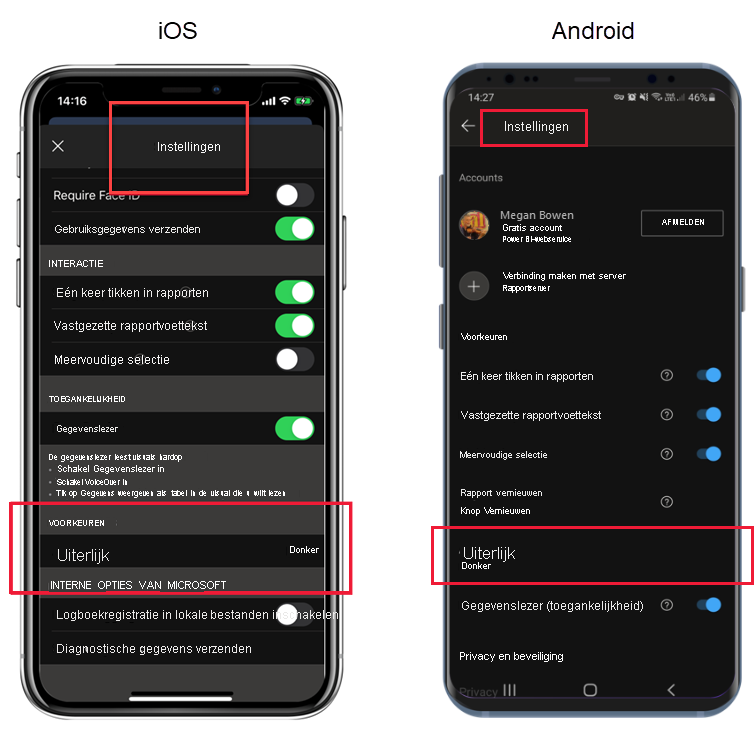 iOS
14:16
Instellingen
Require Face ID
Gebruiksgegevens verzenden
INTERACTIE
Eén keer tikken in rapporten
Vastgezette rapportvoettekst
Meervoudige selectie
TOEGANKELIJKHEID
Gegevenslezer
De gegevenslezer leest visuals hardop
Schakel Gegevenslezer in
Schakel VoiceOver in
Tik op Gegevens weergeven als tabel in de visual die u wilt lezen
VOORKEUREN
Uiterlijk
Donker
INTERNE OPTIES VAN MICROSOFT
Logboekregistratie in lokale bestanden inschakelen
Diagnostische gegevens verzenden
Android
14:27
46%
Instellingen
Accounts
Megan Bowen
Gratis account
Power BI-webservice
AFMELDEN
Verbinding maken met server
Rapportserver
Voorkeuren
Eén keer tikken in rapporten
Vastgezette rapportvoettekst
Meervoudige selectie
Rapport vernieuwen
Knop Vernieuwen
Uiterlijk
Donker
Gegevenslezer (toegankelijkheid)
Privacy en beveiliging
Privacy